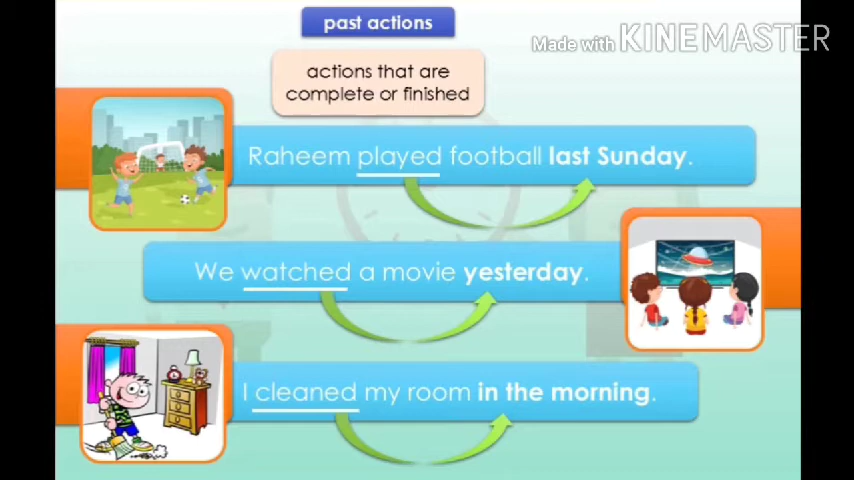 past actions
Made with KINEMASTER
actions that are
complete or finished
Raheem played football last Sunday.
We watched a movie yesterday.
I cleaned my room in the morning.